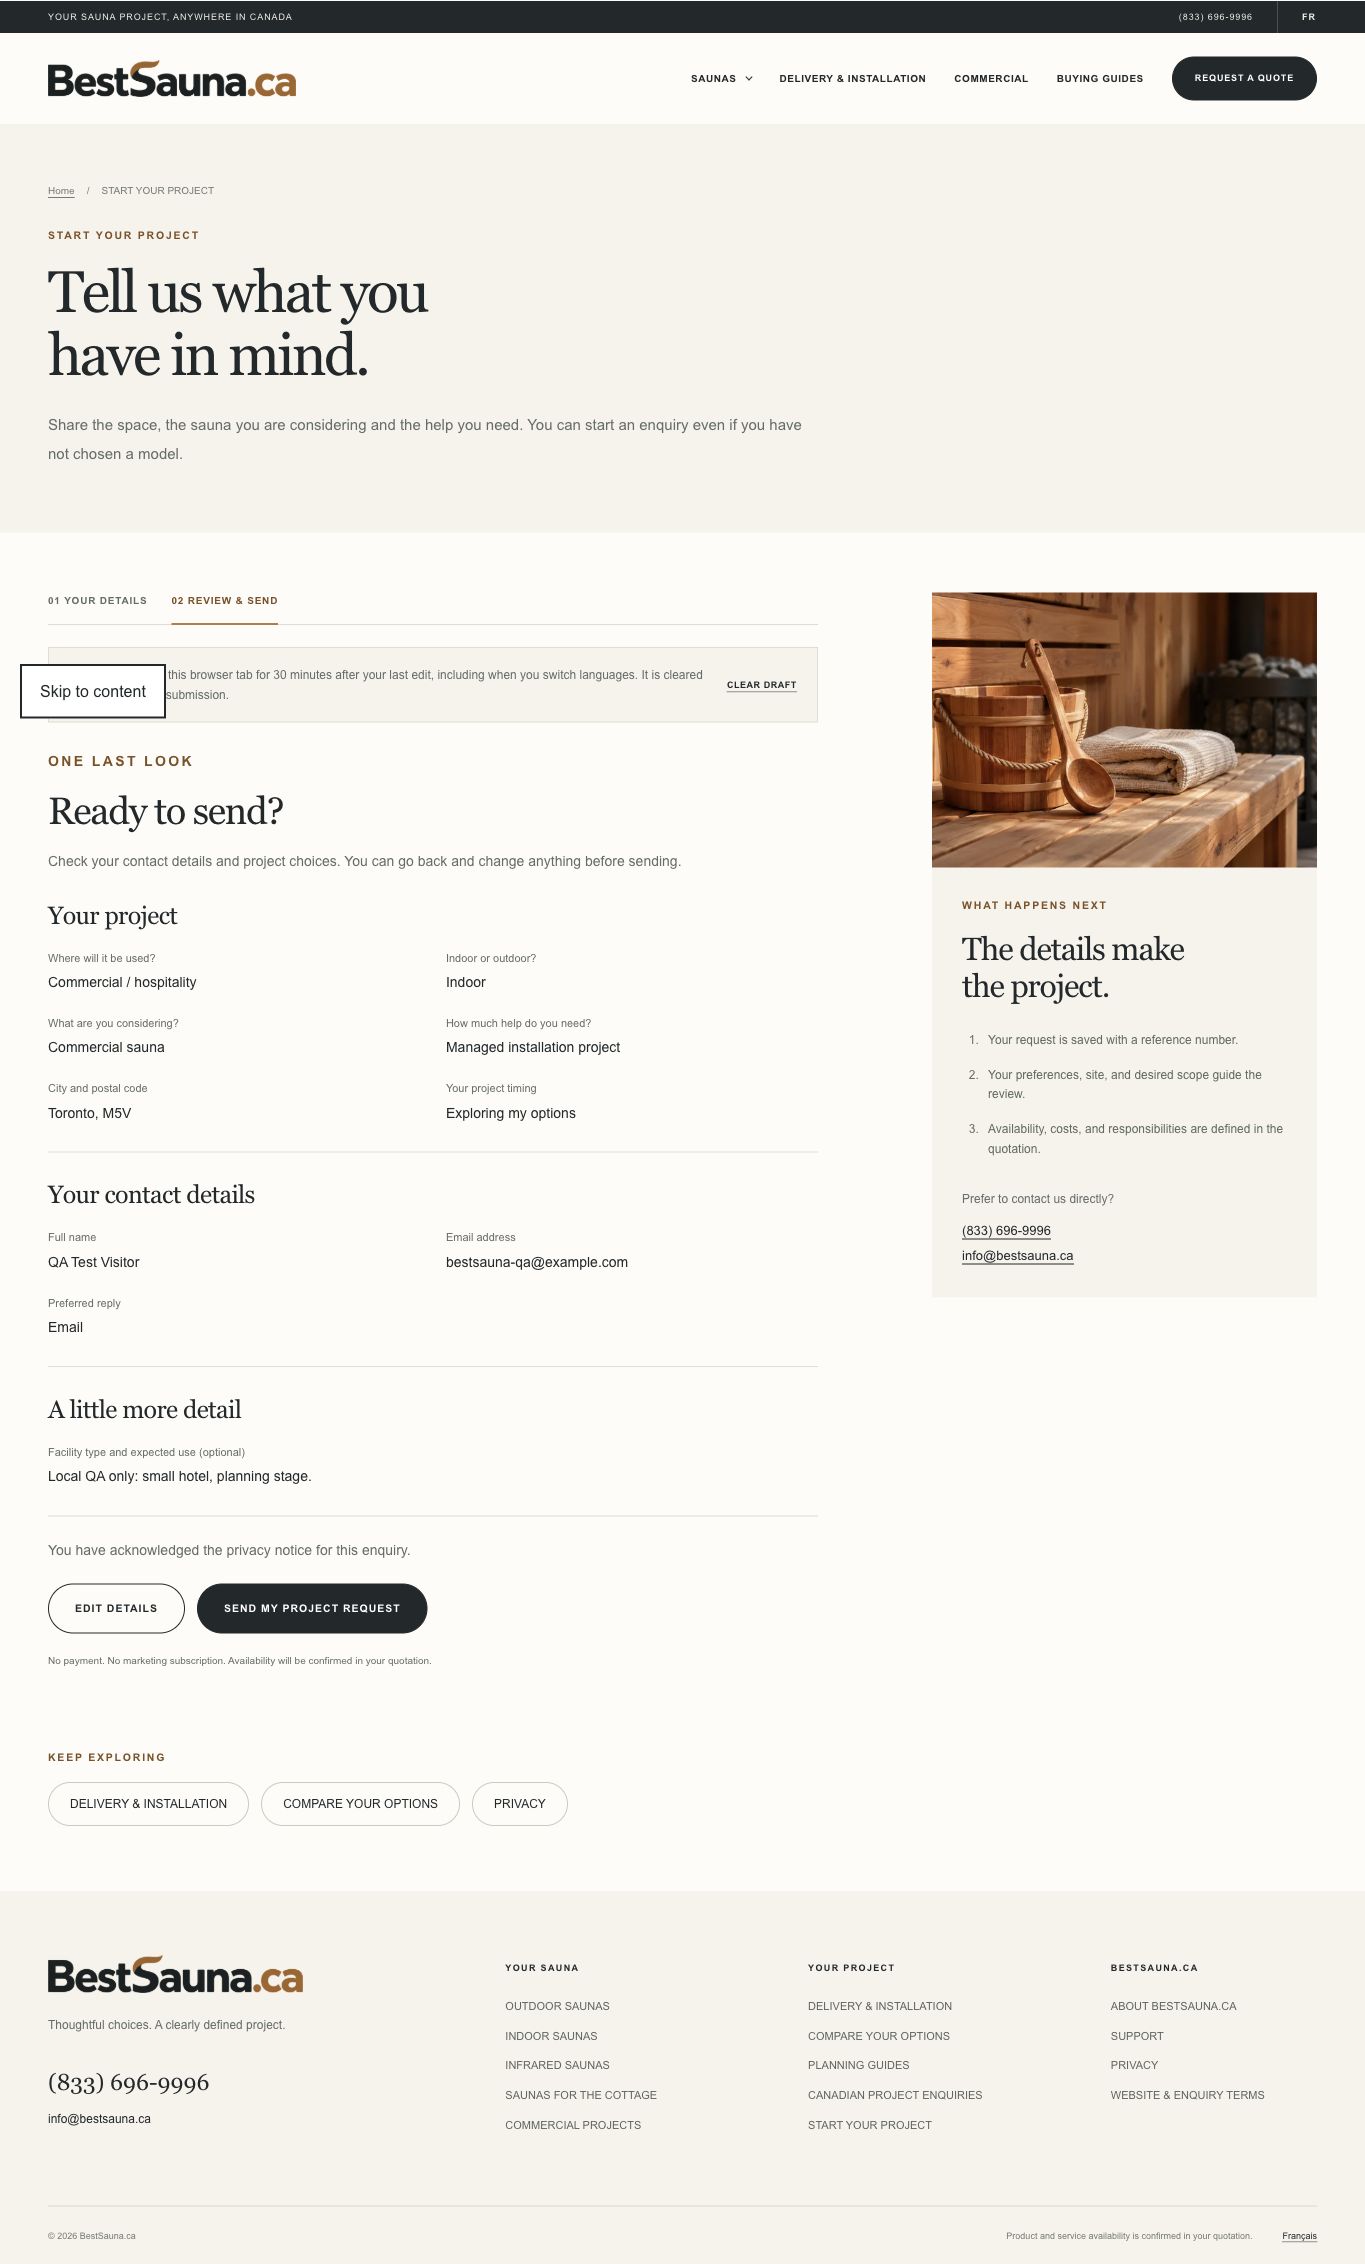 YOUR SAUNA PROJECT, ANYWHERE IN CANADA
(833) 696-9996
FR
BestSauna.ca
SAUNAS
DELIVERY & INSTALLATION
COMMERCIAL
BUYING GUIDES
REQUEST A QUOTE
Home / START YOUR PROJECT
START YOUR PROJECT
Tell us what you
have in mind.
Share the space, the sauna you are considering and the help you need. You can start an enquiry even if you have
not chosen a model.
01 YOUR DETAILS
02 REVIEW & SEND
Skip to content
this browser tab for 30 minutes after your last edit, including when you switch languages. It is cleared
submission.
CLEAR DRAFT
ONE LAST LOOK
Ready to send?
Check your contact details and project choices. You can go back and change anything before sending.
Your project
Where will it be used?
Commercial / hospitality
Indoor or outdoor?
Indoor
What are you considering?
Commercial sauna
How much help do you need?
Managed installation project
City and postal code
Toronto, M5V
Your project timing
Exploring my options
Your contact details
Full name
QA Test Visitor
Email address
bestsauna-qa@example.com
Preferred reply
Email
A little more detail
Facility type and expected use (optional)
Local QA only: small hotel, planning stage.
You have acknowledged the privacy notice for this enquiry.
EDIT DETAILS
SEND MY PROJECT REQUEST
No payment. No marketing subscription. Availability will be confirmed in your quotation.
WHAT HAPPENS NEXT
The details make
the project.
1. Your request is saved with a reference number.
2. Your preferences, site, and desired scope guide the
review.
3. Availability, costs, and responsibilities are defined in the
quotation.
Prefer to contact us directly?
(833) 696-9996
info@bestsauna.ca
KEEP EXPLORING
DELIVERY & INSTALLATION
COMPARE YOUR OPTIONS
PRIVACY
BestSauna.ca
Thoughtful choices. A clearly defined project.
(833) 696-9996
info@bestsauna.ca
YOUR SAUNA
OUTDOOR SAUNAS
INDOOR SAUNAS
INFRARED SAUNAS
SAUNAS FOR THE COTTAGE
COMMERCIAL PROJECTS
YOUR PROJECT
DELIVERY & INSTALLATION
COMPARE YOUR OPTIONS
PLANNING GUIDES
CANADIAN PROJECT ENQUIRIES
START YOUR PROJECT
BESTSAUNA.CA
ABOUT BESTSAUNA.CA
SUPPORT
PRIVACY
WEBSITE & ENQUIRY TERMS
© 2026 BestSauna.ca
Product and service availability is confirmed in your quotation.
Français